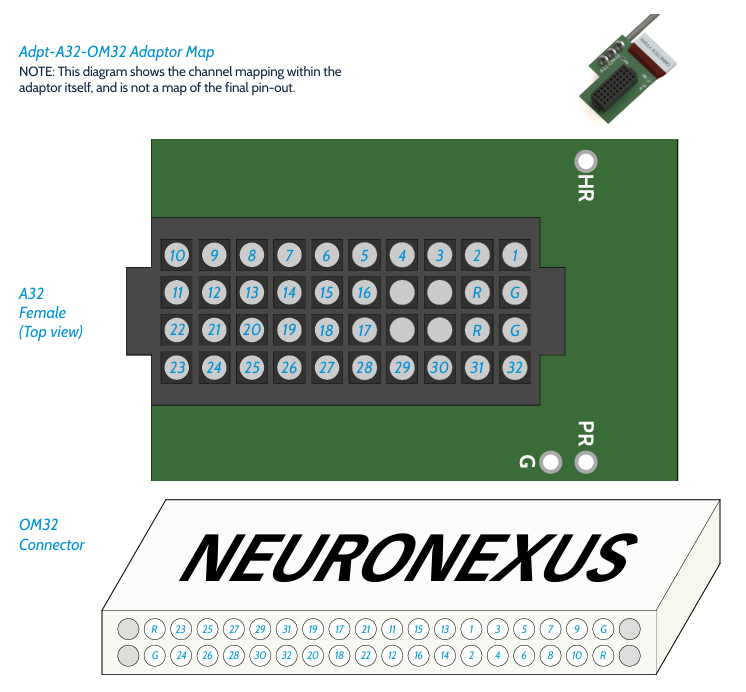 Adpt-A32-OM32 Adaptor Map
NOTE: This diagram shows the channel mapping within the
adaptor itself, and is not a map of the final pin-out.
HR
A32
Female
(Top view)
10 9 8 7 6 5 4 3 2 1
11 12 13 14 15 16 R G
22 21 20 19 18 17 R G
23 24 25 26 27 28 29 30 31 32
PR
G
OM32
Connector
NEURONEXUS
R 23 25 27 29 31 19 17 21 11 15 13 1 3 5 7 9 G
G 24 26 28 30 32 20 18 22 12 16 14 2 4 6 8 10 R